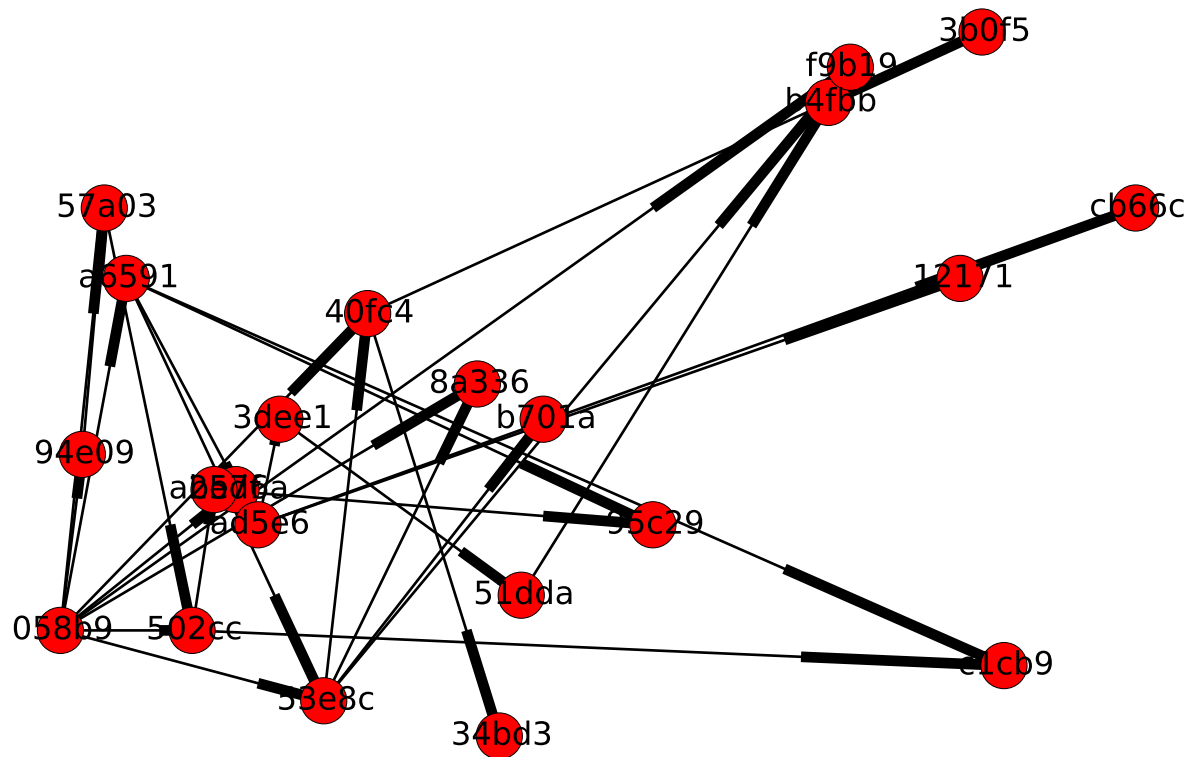 3b0f5
f9b19
b4fbb
57a03
cb66c
a6591
12171
40fc4
8a336
3dee1
b701a
94e09
ad5e6
95c29
51dda
058b9
502cc
e1cb9
53e8c
34bd3